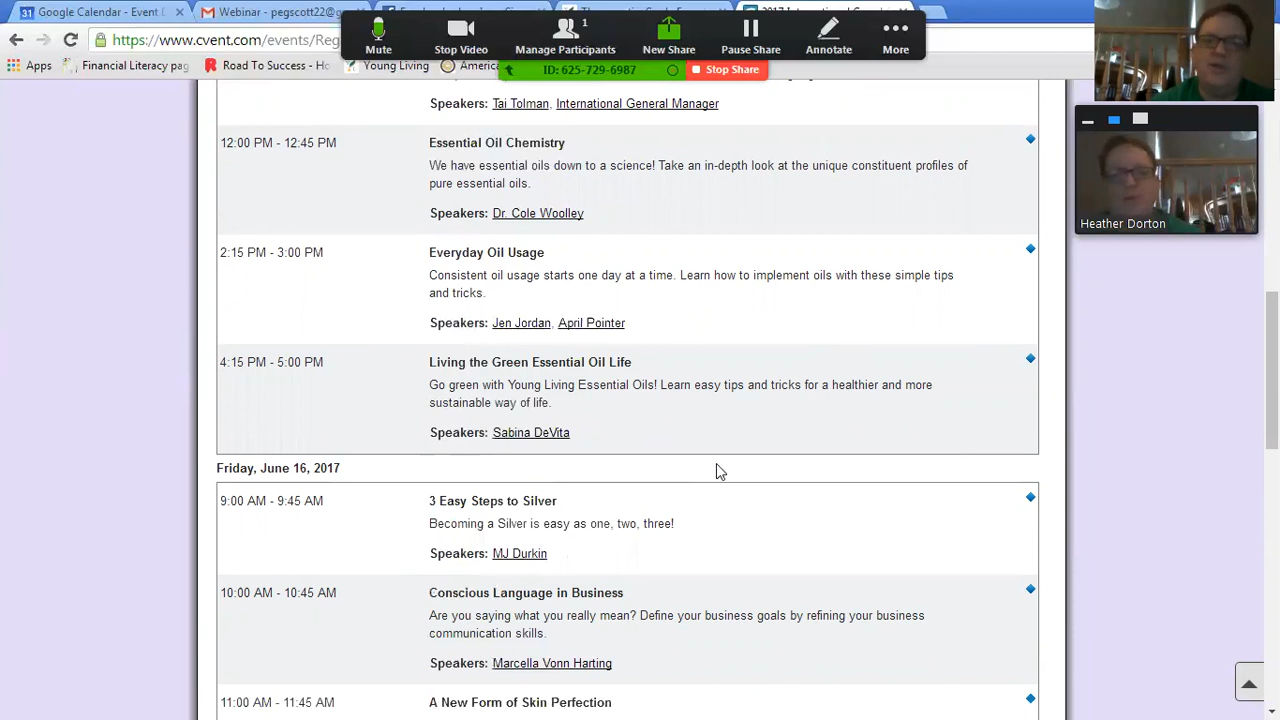 Google Calendar - Event D
Webinar - pegscott22@g
2017 International C
Mute
Stop Video
Manage Participants
1
New Share
Pause Share
Annotate
More
https://www.cvent.com/events/Reg
ID: 625-729-6987
Stop Share
Apps
Financial Literacy pag
Road To Success - Ho
Young Living
America
Speakers: Tai Tolman, International General Manager
12:00 PM - 12:45 PM
Essential Oil Chemistry
We have essential oils down to a science! Take an in-depth look at the unique constituent profiles of
pure essential oils.
Speakers: Dr. Cole Woolley
2:15 PM - 3:00 PM
Everyday Oil Usage
Consistent oil usage starts one day at a time. Learn how to implement oils with these simple tips
and tricks.
Speakers: Jen Jordan, April Pointer
4:15 PM - 5:00 PM
Living the Green Essential Oil Life
Go green with Young Living Essential Oils! Learn easy tips and tricks for a healthier and more
sustainable way of life.
Speakers: Sabina DeVita
Friday, June 16, 2017
9:00 AM - 9:45 AM
3 Easy Steps to Silver
Becoming a Silver is easy as one, two, three!
Speakers: MJ Durkin
10:00 AM - 10:45 AM
Conscious Language in Business
Are you saying what you really mean? Define your business goals by refining your business
communication skills.
Speakers: Marcella Vonn Harting
11:00 AM - 11:45 AM
A New Form of Skin Perfection
Heather Dorton